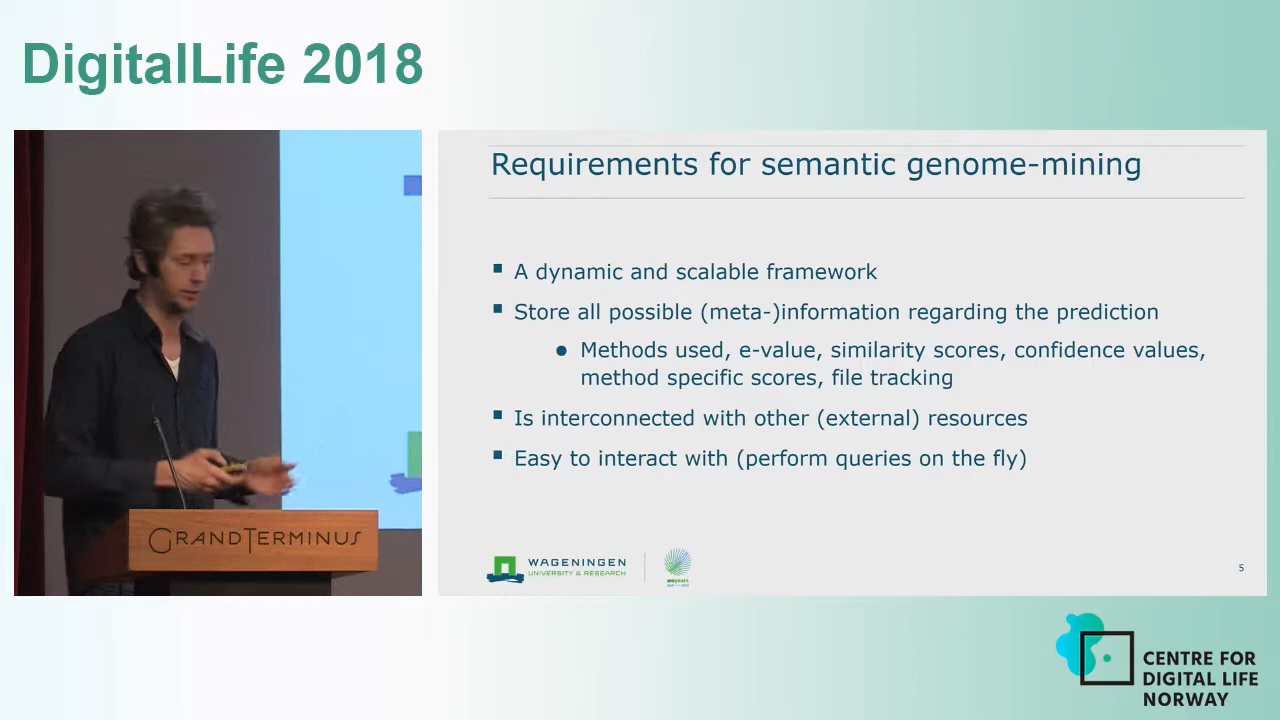 DigitalLife 2018
Requirements for semantic genome-mining
▪ A dynamic and scalable framework
▪ Store all possible (meta-)information regarding the prediction
● Methods used, e-value, similarity scores, confidence values,
method specific scores, file tracking
▪ Is interconnected with other (external) resources
▪ Easy to interact with (perform queries on the fly)
GRANDTERMINUS
WAGENINGEN
UNIVERSITY & RESEARCH
100years
5
CENTRE FOR
DIGITAL LIFE
NORWAY